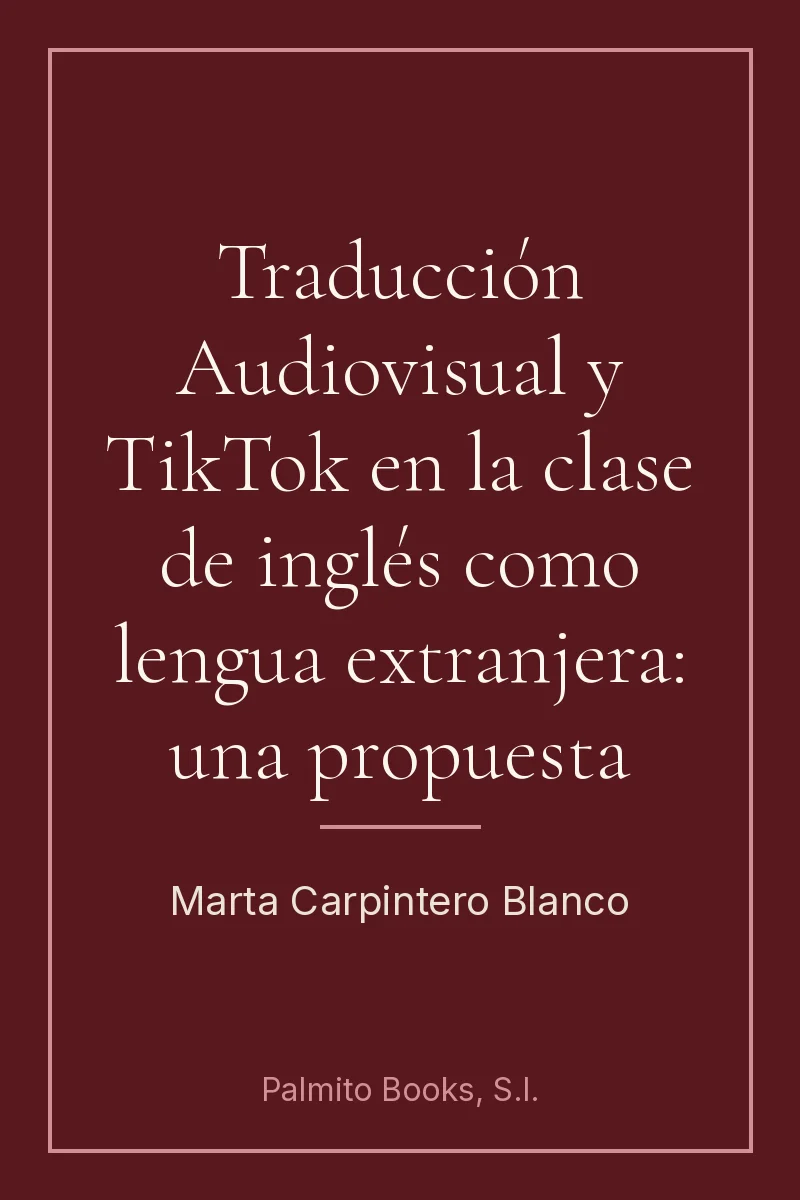 Traducción
Audiovisual y
TikTok en la clase
de inglés como
lengua extranjera:
una propuesta
Marta Carpintero Blanco
Palmito Books, S.l.